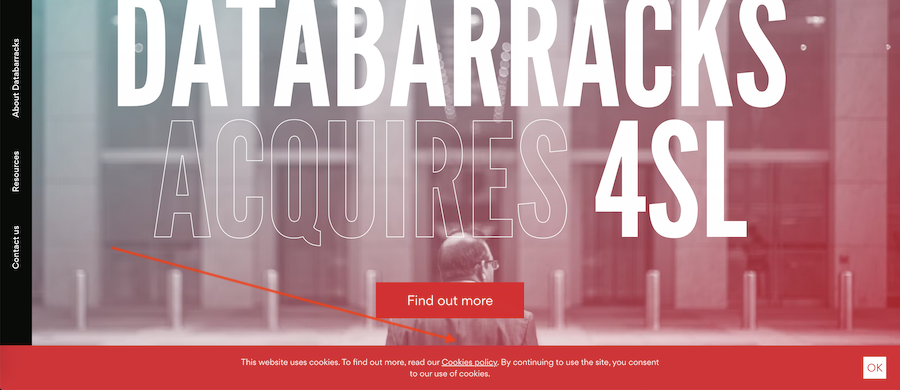 DATABARRACKS
ACQUIRES 4SL
About Databarracks
Resources
Contact us
Find out more
This website uses cookies. To find out more, read our Cookies policy. By continuing to use the site, you consent
to our use of cookies.
OK